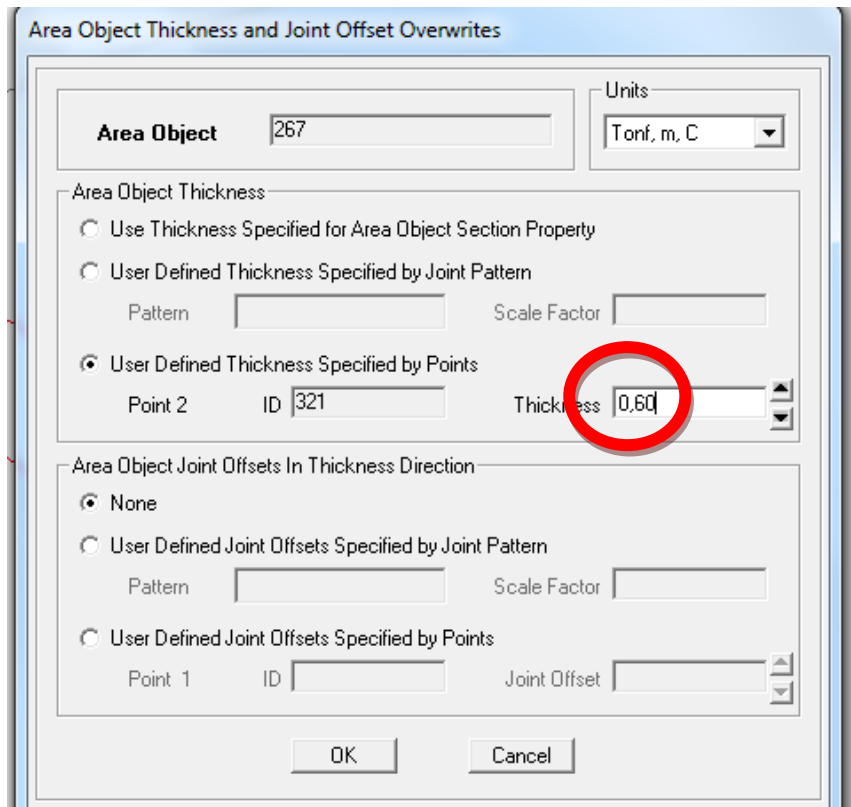 Area Object Thickness and Joint Offset Overwrites
Units
Area Object 267 Tonf, m, C
Area Object Thickness
Use Thickness Specified for Area Object Section Property
User Defined Thickness Specified by Joint Pattern
Pattern Scale Factor
User Defined Thickness Specified by Points
Point 2 ID 321 Thickness 0,60
Area Object Joint Offsets In Thickness Direction
None
User Defined Joint Offsets Specified by Joint Pattern
Pattern Scale Factor
User Defined Joint Offsets Specified by Points
Point 1 ID Joint Offset
OK Cancel